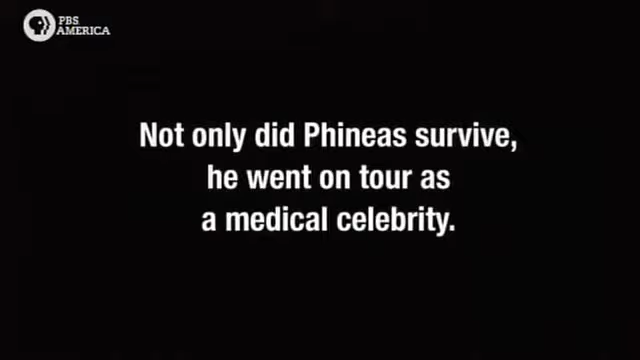 PBS
AMERICA
Not only did Phineas survive,
he went on tour as
a medical celebrity.